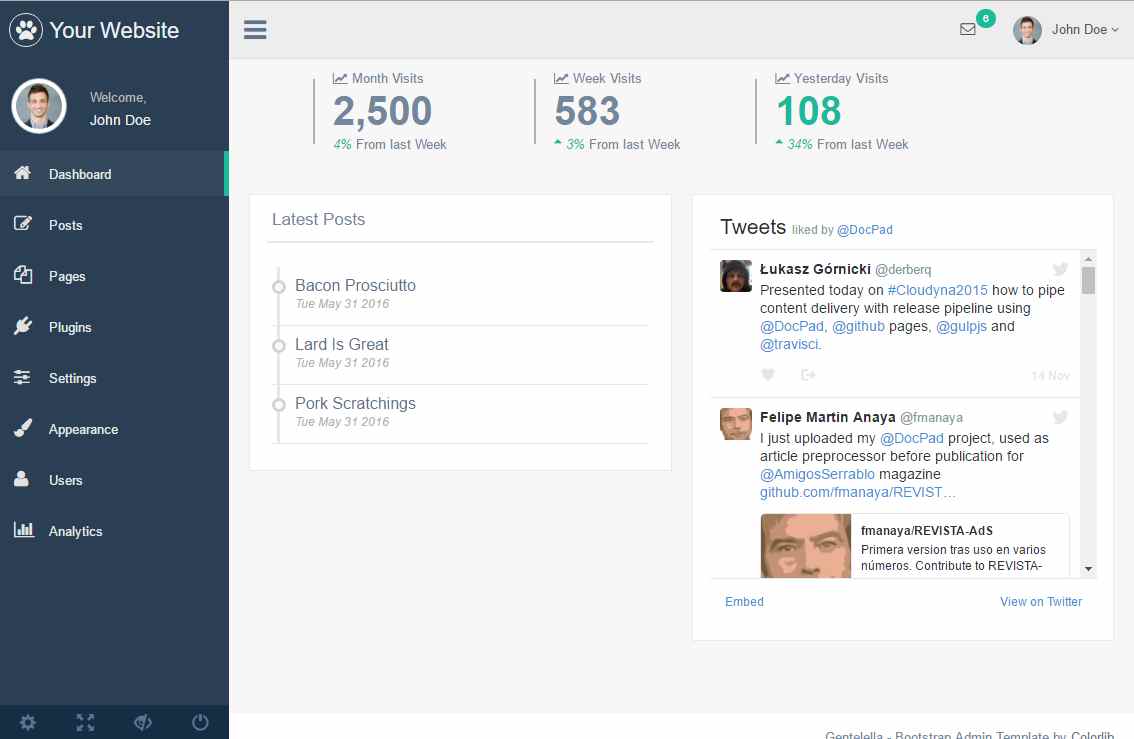 Your Website
Welcome,
John Doe
Dashboard
Posts
Pages
Plugins
Settings
Appearance
Users
Analytics
6
John Doe
Month Visits
2,500
4% From last Week
Week Visits
583
3% From last Week
Yesterday Visits
108
34% From last Week
Latest Posts
Bacon Prosciutto
Tue May 31 2016
Lard Is Great
Tue May 31 2016
Pork Scratchings
Tue May 31 2016
Tweets liked by @DocPad
Łukasz Górnicki @derberq
Presented today on #Cloudyna2015 how to pipe
content delivery with release pipeline using
@DocPad, @github pages, @gulpjs and
@travisci.
14 Nov
Felipe Martin Anaya @fmanaya
I just uploaded my @DocPad project, used as
article preprocessor before publication for
@AmigosSerrablo magazine
github.com/fmanaya/REVIST…
fmanaya/REVISTA-AdS
Primera version tras uso en varios
números. Contribute to REVISTA-
Embed
View on Twitter
Gentelella - Bootstrap Admin Template by Colorlib